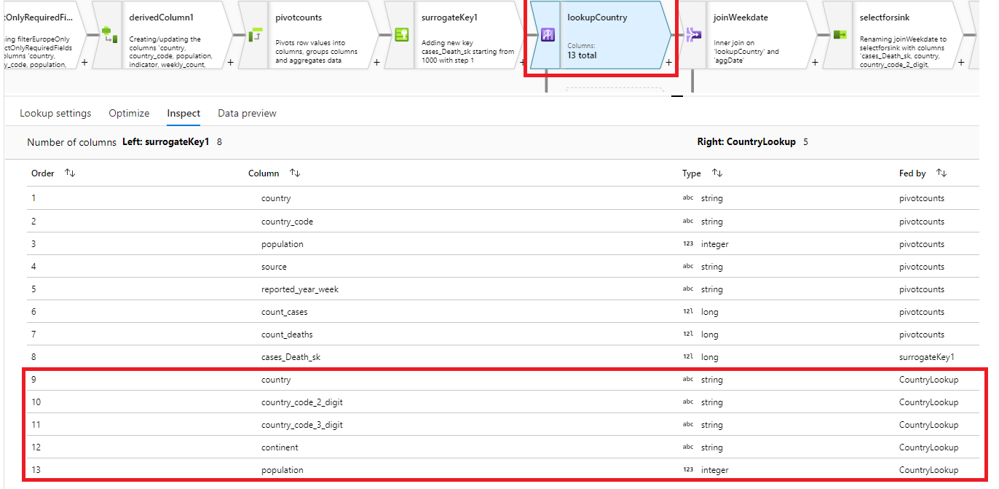 :OnlyRequiredFi...
ing filterEuropeOnly
ctOnlyRequiredFields
olumns 'country,
y_code, population,
+
derivedColumn1
Creating/updating the
columns 'country,
country_code, population,
indicator, weekly_count,
+
pivotcounts
Pivots row values into
columns, groups columns
and aggregates data
+
surrogateKey1
Adding new key
cases_Death_sk starting from
1000 with step 1
+
lookupCountry
Columns:
13 total
+
joinWeekdate
Inner join on
'lookupCountry' and
'aggDate'
+
selectforsink
Renaming joinWeekdate to
selectforsink with columns
'cases_Death_sk, country,
country_code_2_digit,
+
Lookup settings Optimize Inspect Data preview
Number of columns Left: surrogateKey1 8 Right: CountryLookup 5
Order Column Type Fed by
1 country abc string pivotcounts
2 country_code abc string pivotcounts
3 population 123 integer pivotcounts
4 source abc string pivotcounts
5 reported_year_week abc string pivotcounts
6 count_cases 12l long pivotcounts
7 count_deaths 12l long pivotcounts
8 cases_Death_sk 12l long surrogateKey1
9 country abc string CountryLookup
10 country_code_2_digit abc string CountryLookup
11 country_code_3_digit abc string CountryLookup
12 continent abc string CountryLookup
13 population 123 integer CountryLookup